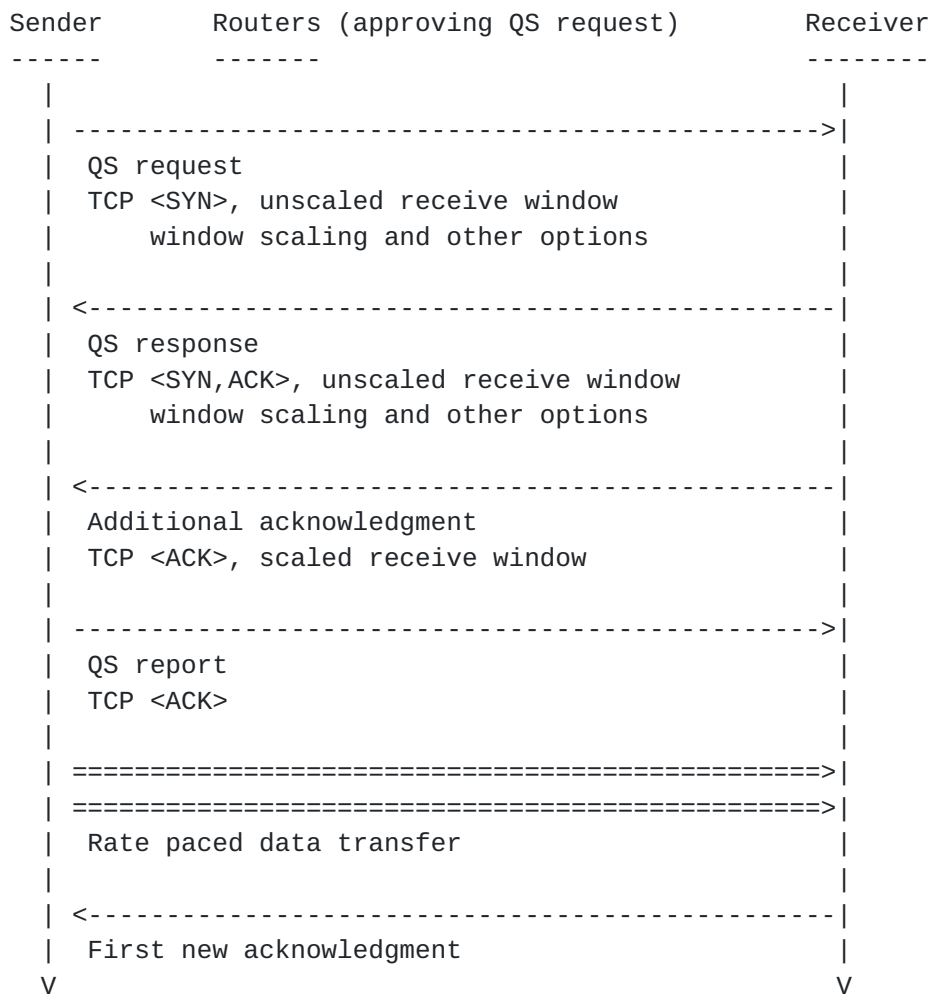 Sender       Routers (approving QS request)        Receiver
------       -------                               --------
  |                                                   |
  | ------------------------------------------------>|
  |  QS request                                       |
  |  TCP <SYN>, unscaled receive window               |
  |      window scaling and other options             |
  |                                                   |
  | <------------------------------------------------|
  |  QS response                                      |
  |  TCP <SYN,ACK>, unscaled receive window           |
  |      window scaling and other options             |
  |                                                   |
  | <------------------------------------------------|
  |  Additional acknowledgment                        |
  |  TCP <ACK>, scaled receive window                 |
  |                                                   |
  | ------------------------------------------------>|
  |  QS report                                        |
  |  TCP <ACK>                                        |
  |                                                   |
  | ================================================>|
  | ================================================>|
  |  Rate paced data transfer                         |
  |                                                   |
  | <------------------------------------------------|
  |  First new acknowledgment                         |
  V                                                   V